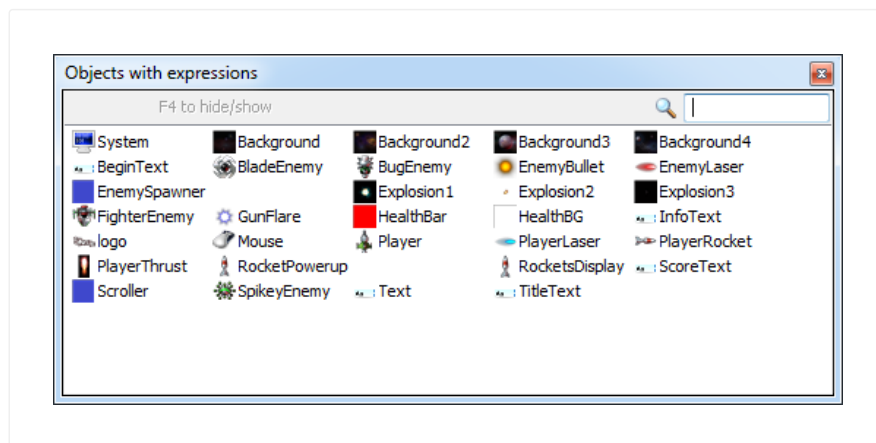 Objects with expressions
F4 to hide/show
System Background Background2 Background3 Background4
BeginText BladeEnemy BugEnemy EnemyBullet EnemyLaser
EnemySpawner Explosion1 Explosion2 Explosion3
FighterEnemy GunFlare HealthBar HealthBG InfoText
logo Mouse Player PlayerLaser PlayerRocket
PlayerThrust RocketPowerup RocketsDisplay ScoreText
Scroller SpikeyEnemy Text TitleText